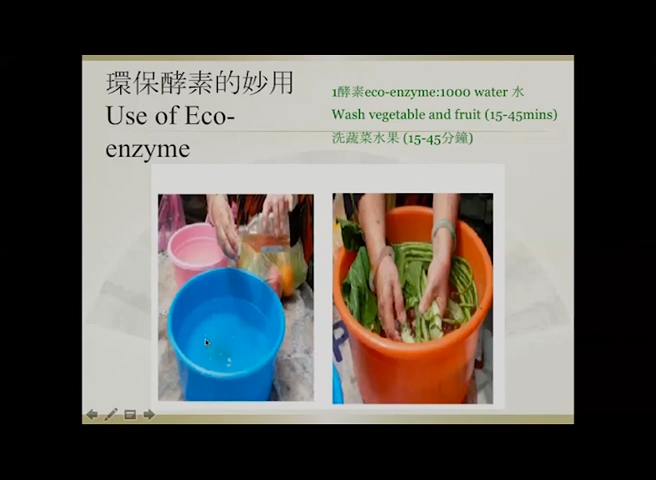 環保酵素的妙用
Use of Eco-
enzyme
1酵素eco-enzyme:1000 water 水
Wash vegetable and fruit (15-45mins)
洗蔬菜水果 (15-45分鐘)